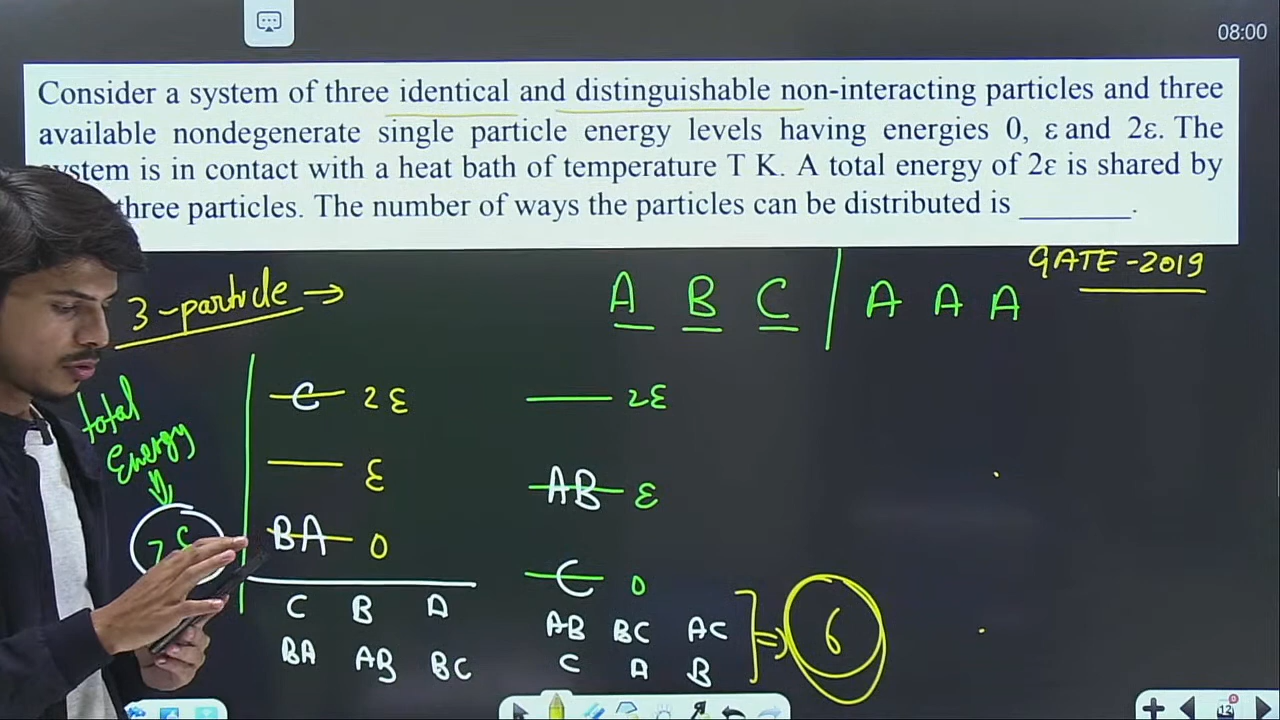 08:00
Consider a system of three identical and distinguishable non-interacting particles and three
available nondegenerate single particle energy levels having energies 0, ε and 2ε. The
system is in contact with a heat bath of temperature T K. A total energy of 2ε is shared by
three particles. The number of ways the particles can be distributed is _______.
GATE-2019
3-particle →
A B C | A A A
total
Energy
C 2ε
ε
BA 0
C B A
BA AB BC
2ε
AB ε
C 0
AB BC AC
C A B
⇒ 6
12